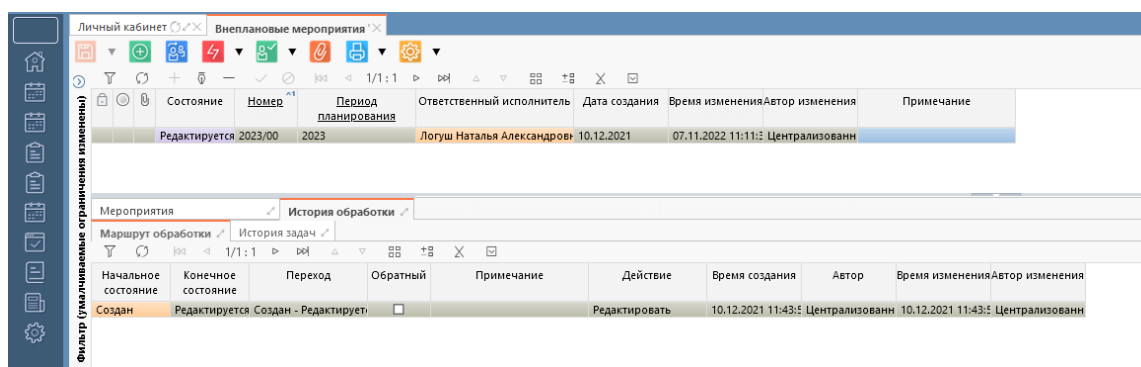 Личный кабинет
Внеплановые мероприятия
1/1 : 1
Состояние Номер ^1 Период планирования Ответственный исполнитель Дата создания Время изменения Автор изменения Примечание
Редактируется 2023/00 2023 Логуш Наталья Александровн 10.12.2021 07.11.2022 11:11:3 Централизованн
Фильтр (умалчиваемые ограничения изменены)
Мероприятия
История обработки
Маршрут обработки
История задач
1/1 : 1
Начальное состояние Конечное состояние Переход Обратный Примечание Действие Время создания Автор Время изменения Автор изменения
Создан Редактируется Создан - Редактирует Редактировать 10.12.2021 11:43:5 Централизованн 10.12.2021 11:43:5 Централизованн